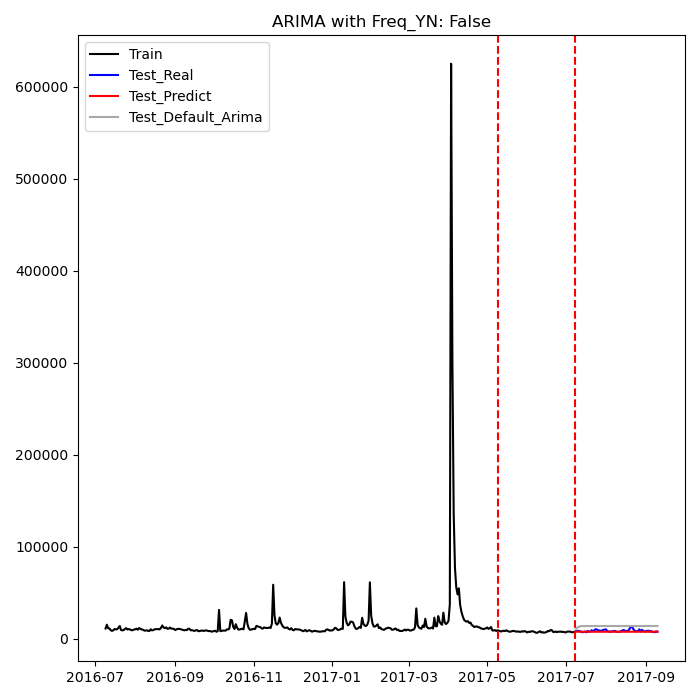 ARIMA with Freq_YN: False
Train
Test_Real
Test_Predict
Test_Default_Arima
600000
500000
400000
300000
200000
100000
0
2016-07 2016-09 2016-11 2017-01 2017-03 2017-05 2017-07 2017-09